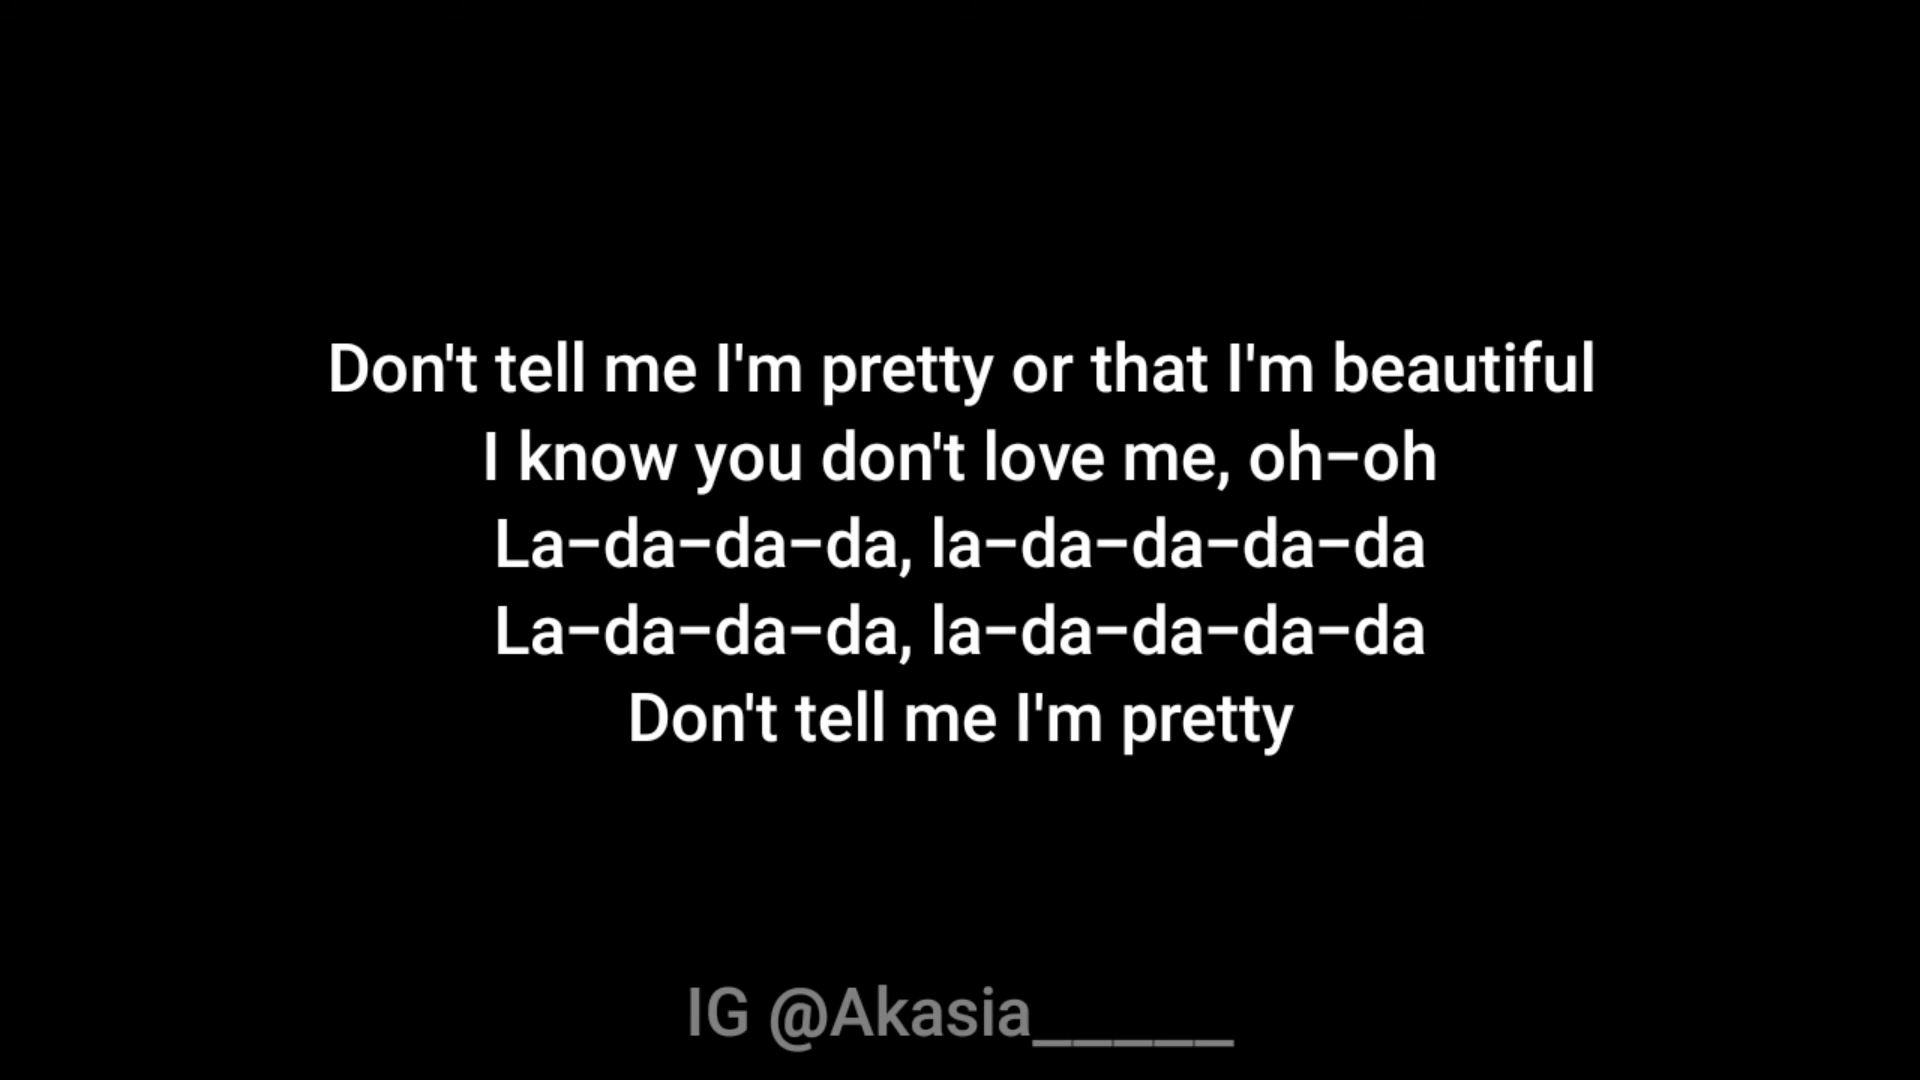 Don't tell me I'm pretty or that I'm beautiful
I know you don't love me, oh-oh
La-da-da-da, la-da-da-da-da
La-da-da-da, la-da-da-da-da
Don't tell me I'm pretty
IG @Akasia_____